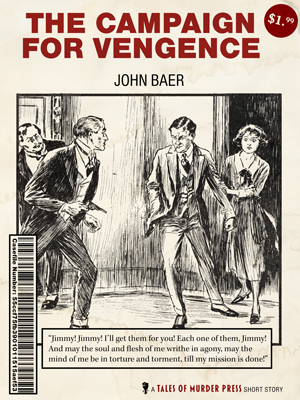 THE CAMPAIGN
FOR VENGENCE
$1.99
JOHN BAER
"Jimmy! Jimmy! I'll get them for you! Each one of them, Jimmy!
And may the soul and flesh of me writhe in agony, may the
mind of me be in torture and torment, till my mission is done!"
A TALES OF MURDER PRESS SHORT STORY